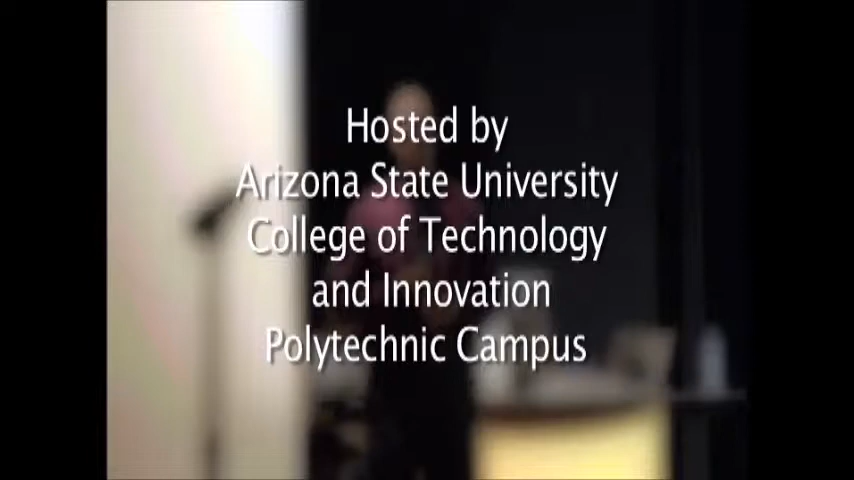 Hosted by
Arizona State University
College of Technology
and Innovation
Polytechnic Campus